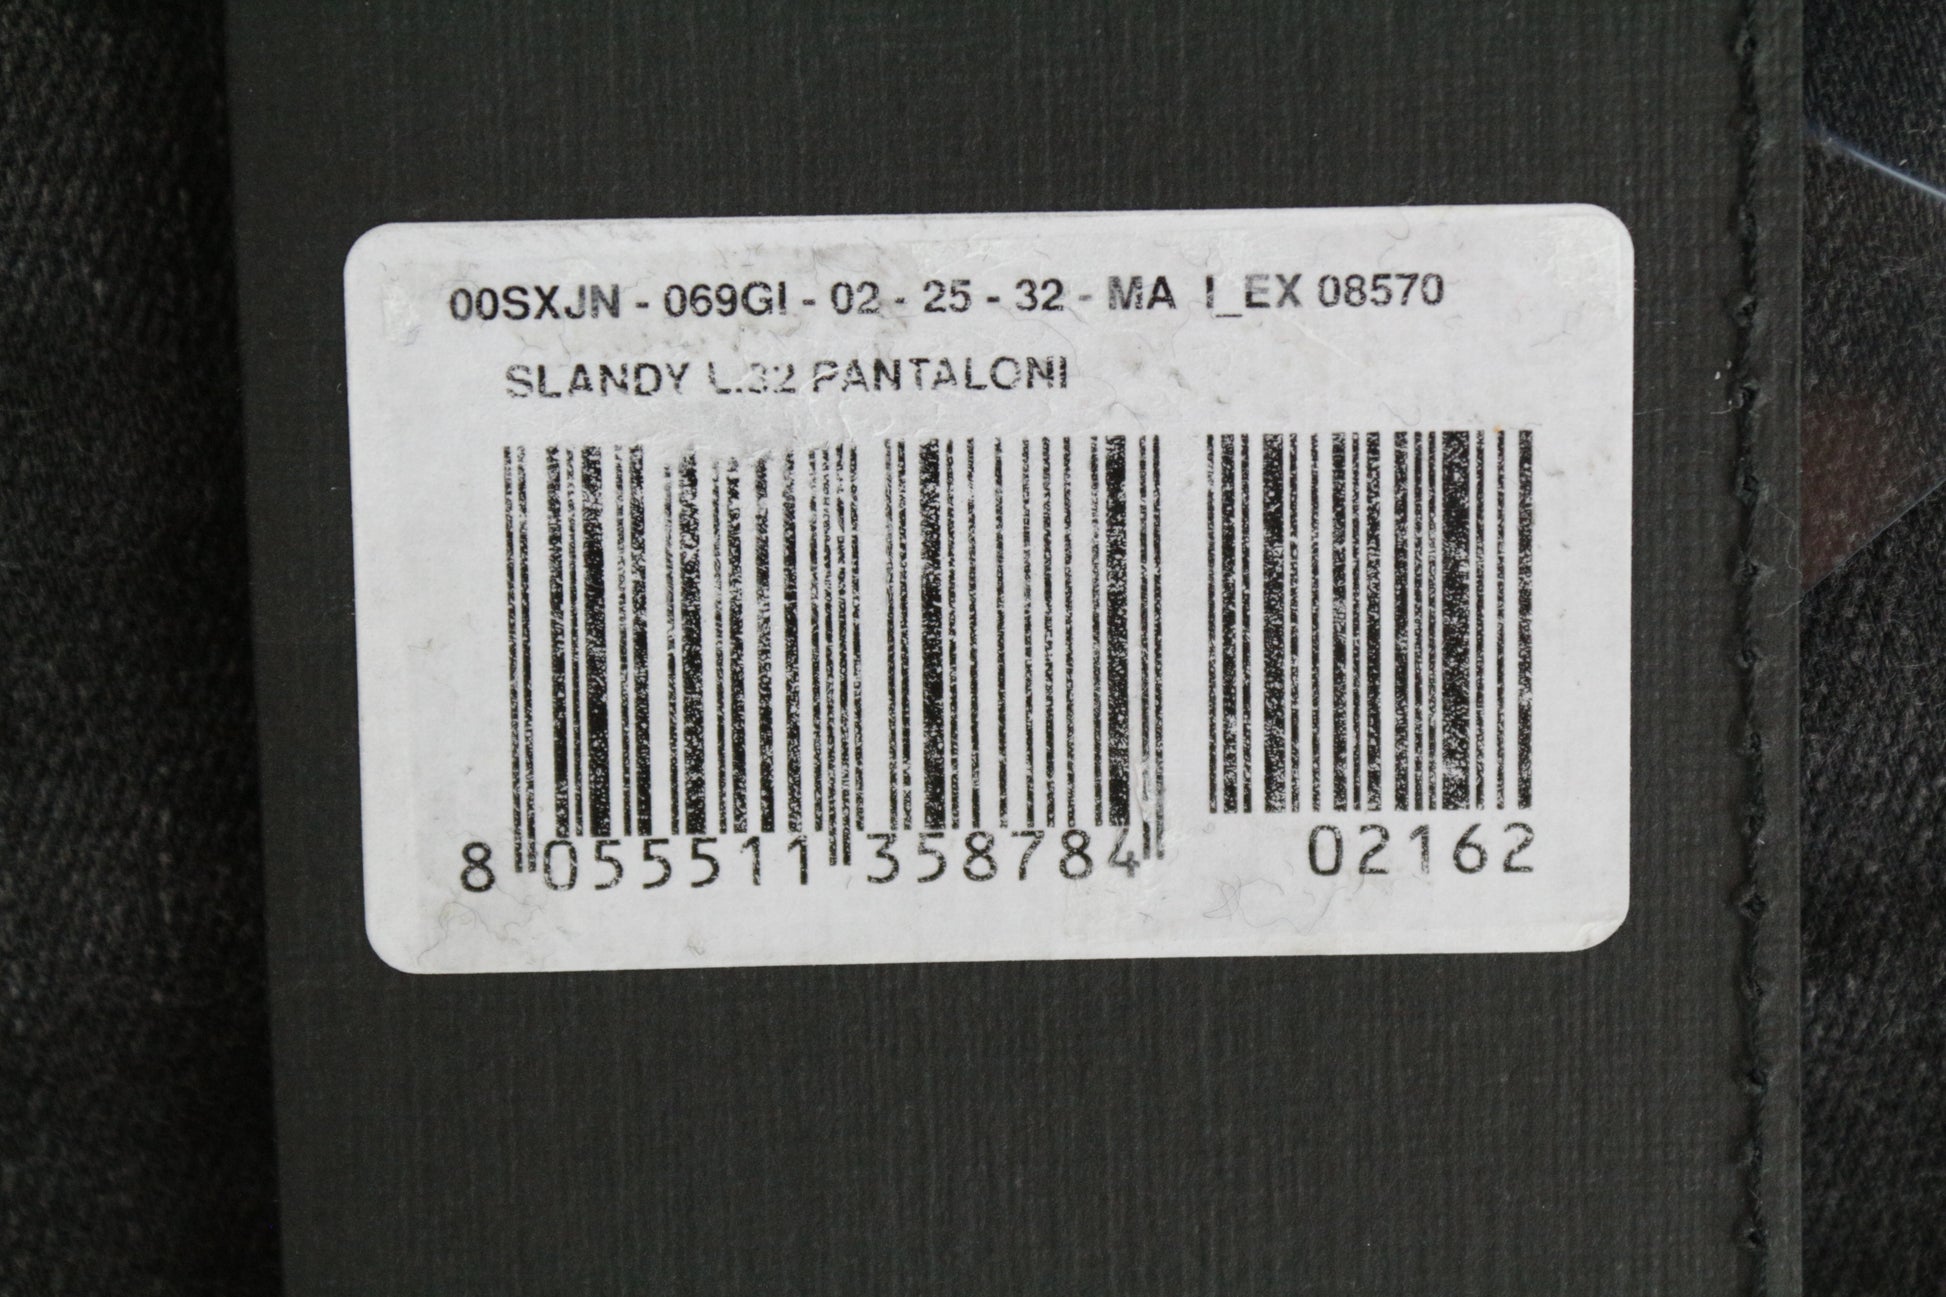 00SXJN - 069GI - 02 - 25 - 32 - MA I_EX 08570
SLANDY L.32 PANTALONI
8 055511 358784 02162